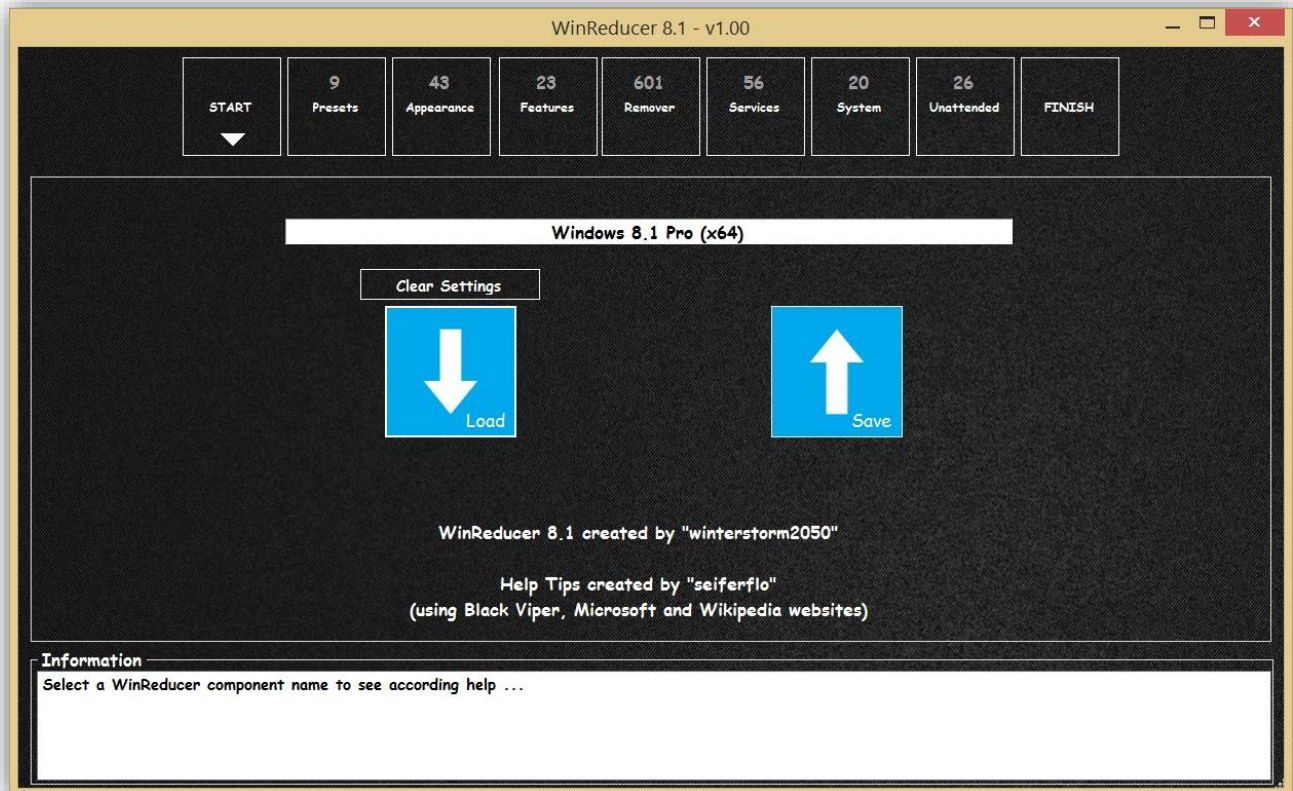 WinReducer 8.1 - v1.00
START
9
Presets
43
Appearance
23
Features
601
Remover
56
Services
20
System
26
Unattended
FINISH
Windows 8.1 Pro (x64)
Clear Settings
Load
Save
WinReducer 8.1 created by "winterstorm2050"
Help Tips created by "seiferflo"
(using Black Viper, Microsoft and Wikipedia websites)
Information
Select a WinReducer component name to see according help ...